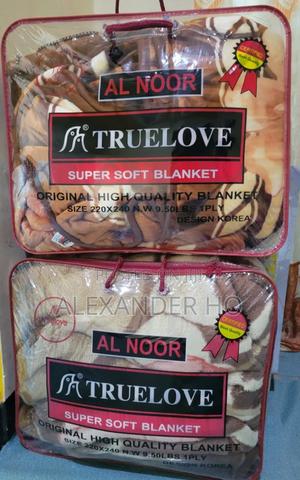 AL NOOR
TRUELOVE
SUPER SOFT BLANKET
ORIGINAL HIGH QUALITY BLANKET
SIZE 220X240 N.W 9.50LBS 1PLY
DESIGN KOREA
ALEXANDER HO
AL NOOR
TRUELOVE
SUPER SOFT BLANKET
ORIGINAL HIGH QUALITY BLANKET
SIZE 220X240 N.W 9.50LBS 1PLY
DESIGN KOREA